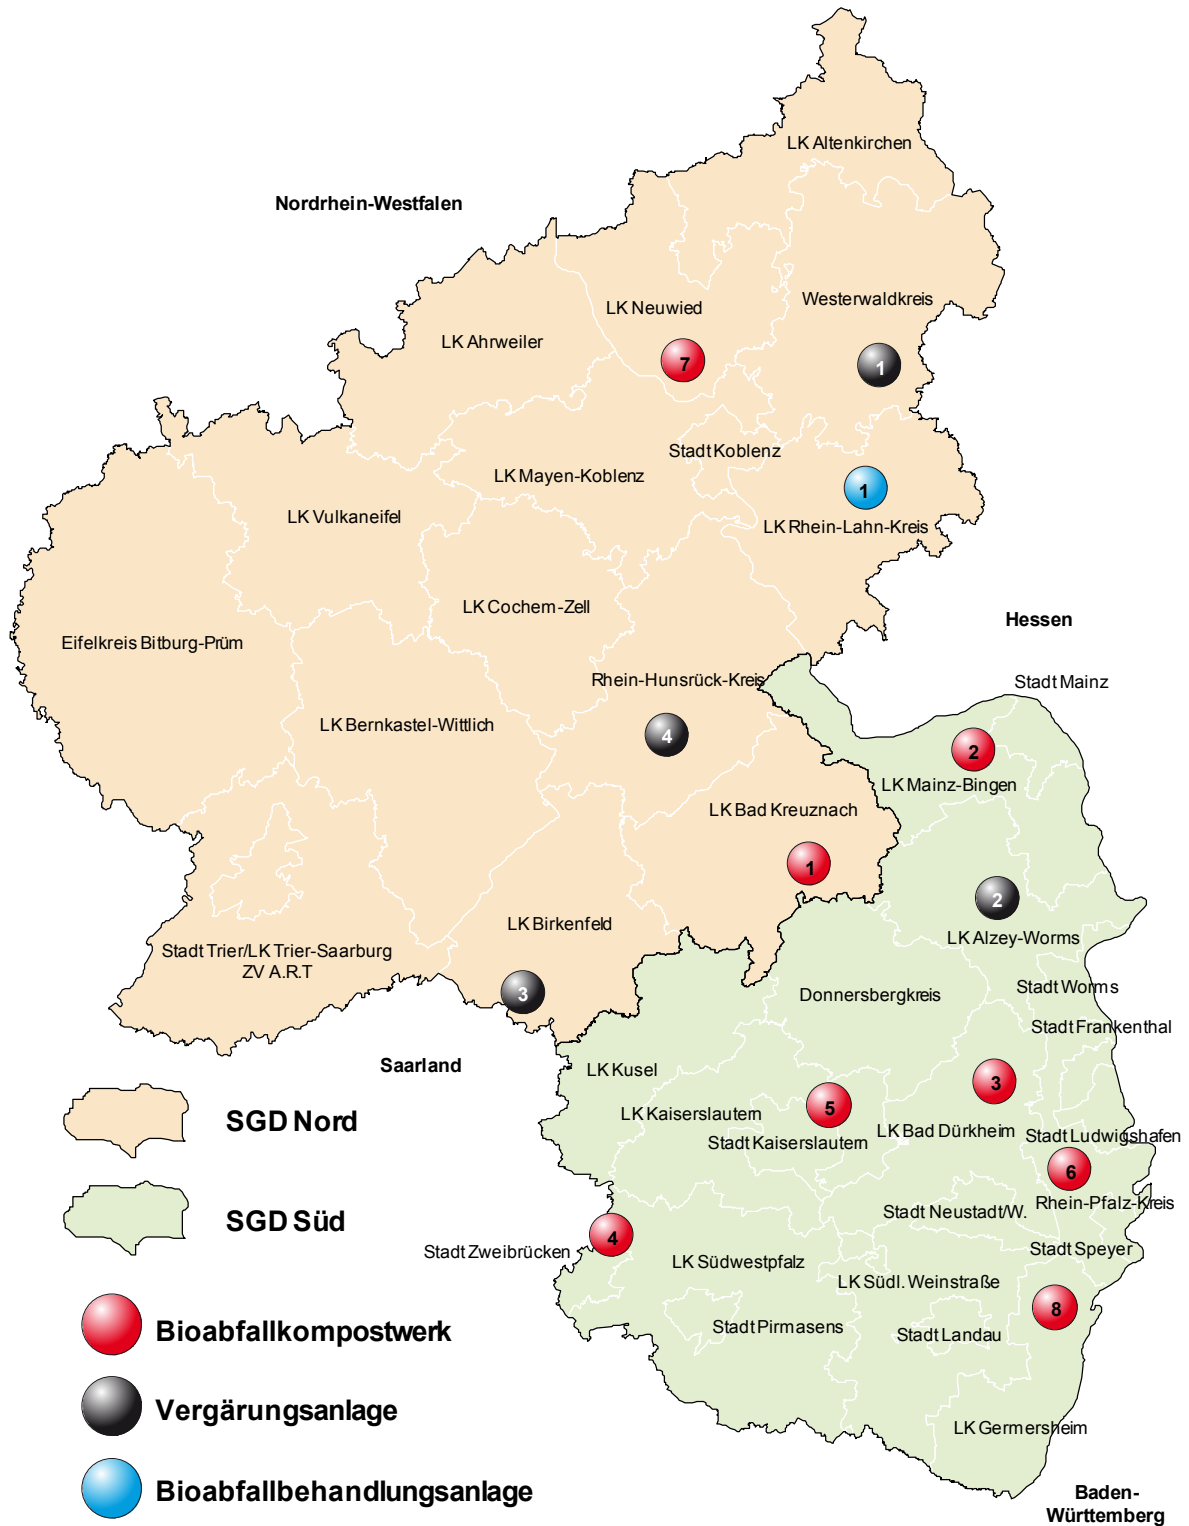 LK Altenkirchen
Nordrhein-Westfalen
Westerwaldkreis
LK Neuwied
LK Ahrweiler
7
1
Stadt Koblenz
LK Mayen-Koblenz
1
LK Vulkaneifel
LK Rhein-Lahn-Kreis
LK Cochem-Zell
Hessen
Eifelkreis Bitburg-Prüm
Rhein-Hunsrück-Kreis
Stadt Mainz
LK Bernkastel-Wittlich
4
2
LK Mainz-Bingen
LK Bad Kreuznach
1
2
LK Birkenfeld
LK Alzey-Worms
Stadt Trier/LK Trier-Saarburg
ZV A.R.T
3
Donnersbergkreis
Stadt Worms
Stadt Frankenthal
Saarland
LK Kusel
3
5
LK Kaiserslautern
SGD Nord
LK Bad Dürkheim
Stadt Ludwigshafen
Stadt Kaiserslautern
6
Rhein-Pfalz-Kreis
Stadt Neustadt/W.
SGD Süd
4
Stadt Zweibrücken
Stadt Speyer
LK Südwestpfalz
LK Südl. Weinstraße
8
Stadt Pirmasens
Stadt Landau
Bioabfallkompostwerk
Vergärungsanlage
LK Germersheim
Bioabfallbehandlungsanlage
Baden-
Württemberg